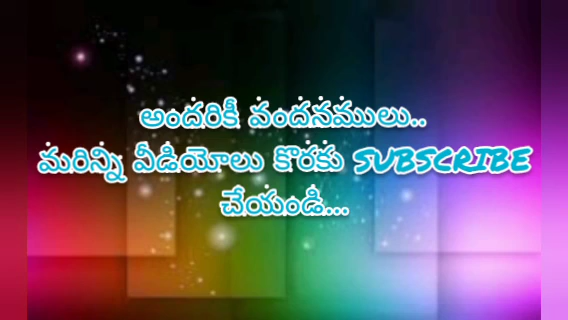 అందరికీ వందనములు..
మరిన్ని వీడియోలు కొరకు SUBSCRIBE
చేయండి...